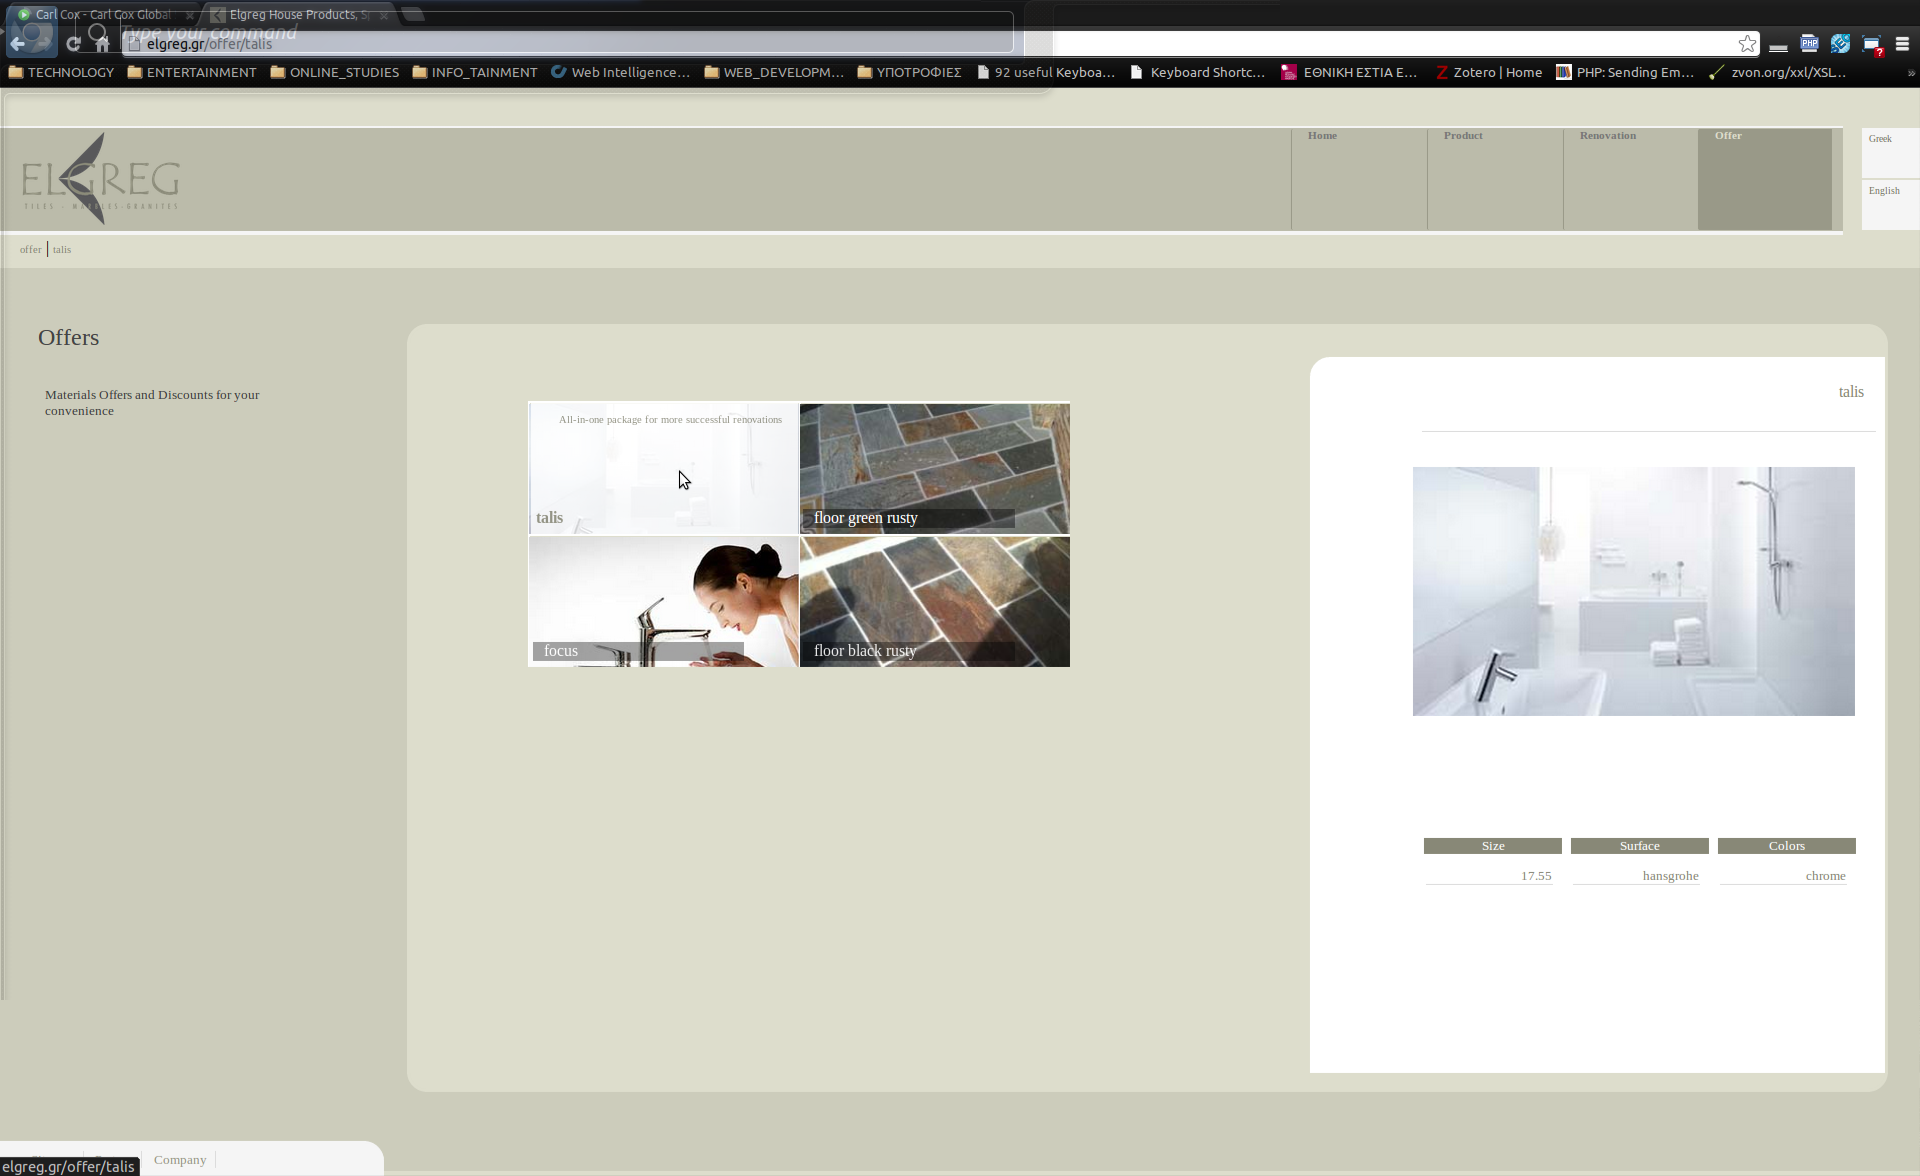 Carl Cox - Carl Cox Global
Elgreg House Products, S
Type your command
elgreg.gr/offer/talis
TECHNOLOGY
ENTERTAINMENT
ONLINE_STUDIES
INFO_TAINMENT
Web Intelligence...
WEB_DEVELOPM...
ΥΠΟΤΡΟΦΙΕΣ
92 useful Keyboa...
Keyboard Shortc...
ΕΘΝΙΚΗ ΕΣΤΙΑ Ε...
Zotero | Home
PHP: Sending Em...
zvon.org/xxl/XSL...
»
PHP
?
ELGREG
TILES - MARBLES-GRANITES
Home
Product
Renovation
Offer
Greek
English
offer
talis
Offers
Materials Offers and Discounts for your
convenience
All-in-one package for more successful renovations
talis
floor green rusty
focus
floor black rusty
talis
Size
Surface
Colors
17.55
hansgrohe
chrome
Company
elgreg.gr/offer/talis